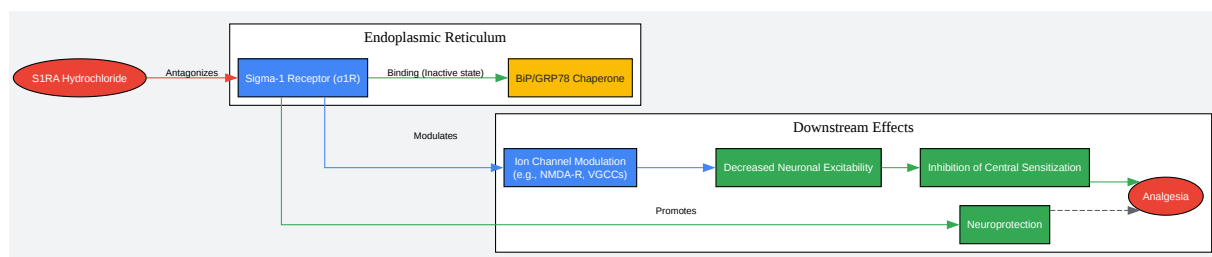 Endoplasmic Reticulum
S1RA Hydrochloride
Antagonizes
Sigma-1 Receptor (σ1R)
Binding (Inactive state)
BiP/GRP78 Chaperone
Modulates
Downstream Effects
Ion Channel Modulation
(e.g., NMDA-R, VGCCs)
Decreased Neuronal Excitability
Inhibition of Central Sensitization
Analgesia
Promotes
Neuroprotection